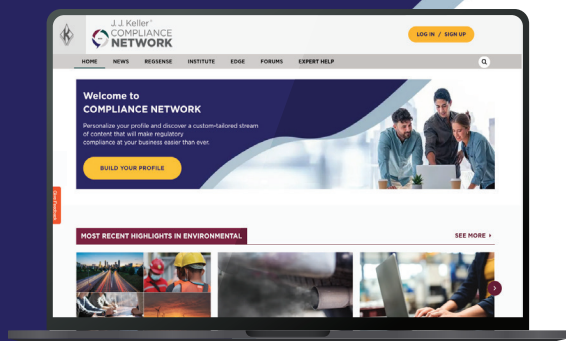 J. J. Keller®
COMPLIANCE
NETWORK
LOG IN / SIGN UP
HOME NEWS REGSENSE INSTITUTE EDGE FORUMS EXPERT HELP
Welcome to
COMPLIANCE NETWORK
Personalize your profile and discover a custom-tailored stream
of content that will make regulatory
compliance at your business easier than ever.
BUILD YOUR PROFILE
MOST RECENT HIGHLIGHTS IN ENVIRONMENTAL
SEE MORE